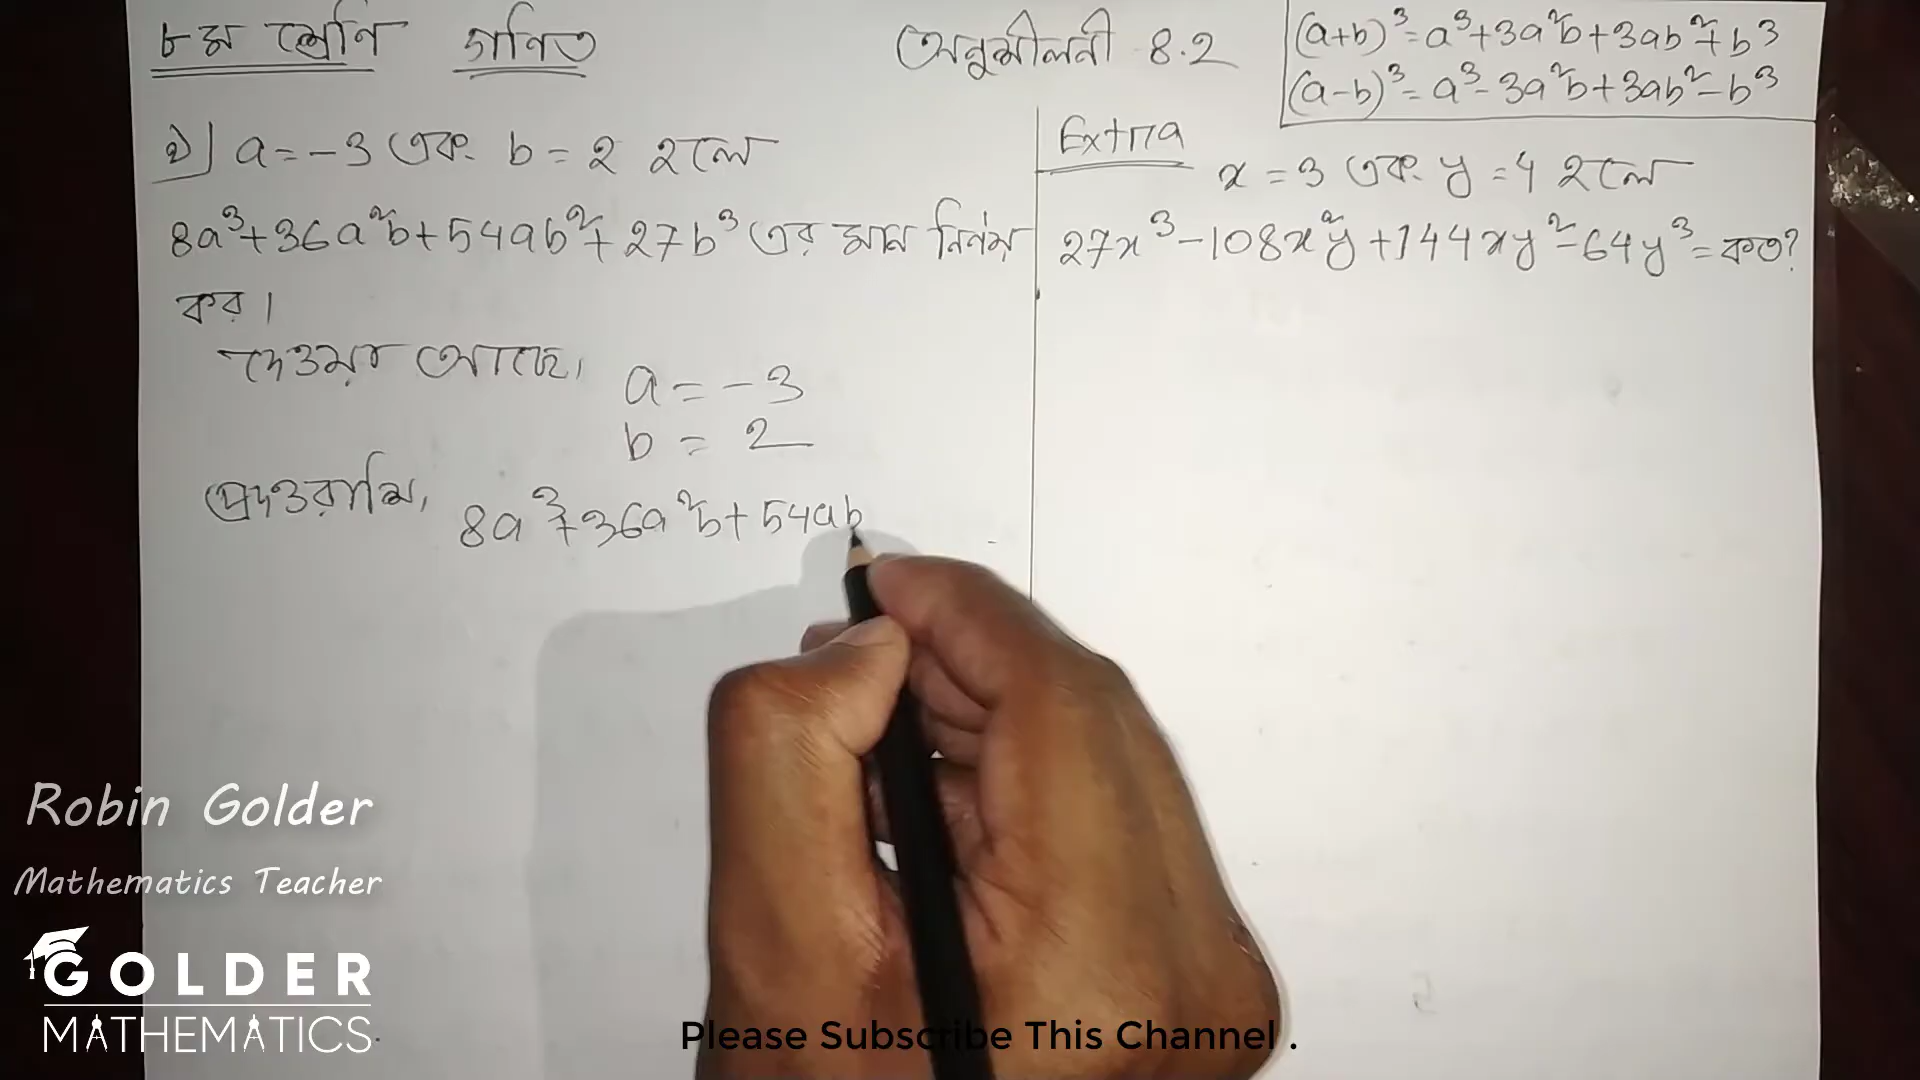 ৮ম শ্রেণি গণিত অনুশীলনী 4.2
(a+b)³=a³+3a²b+3ab²+b³
(a-b)³=a³-3a²b+3ab²-b³
৯| a=-3 এবং b=2 হলে
8a³+36a²b+54ab²+27b³ এর মান নির্ণয়
কর।
দেওয়া আছে,
a=-3
b=2
প্রদত্তরাশি,
8a³+36a²b+54ab
Extra
x=3 এবং y=4 হলে
27x³-108x²y+144xy²-64y³=কত?
Robin Golder
Mathematics Teacher
GOLDER
MATHEMATICS
Please Subscribe This Channel .